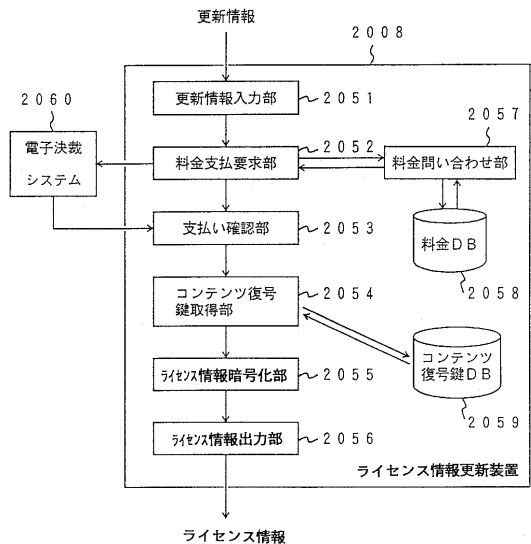 更新情報
2008
更新情報入力部
2051
2060
電子決裁
システム
料金支払要求部
2052
2057
料金問い合わせ部
支払い確認部
2053
料金DB
2058
コンテンツ復号
鍵取得部
2054
コンテンツ
復号鍵DB
2059
ライセンス情報暗号化部
2055
ライセンス情報出力部
2056
ライセンス情報更新装置
ライセンス情報